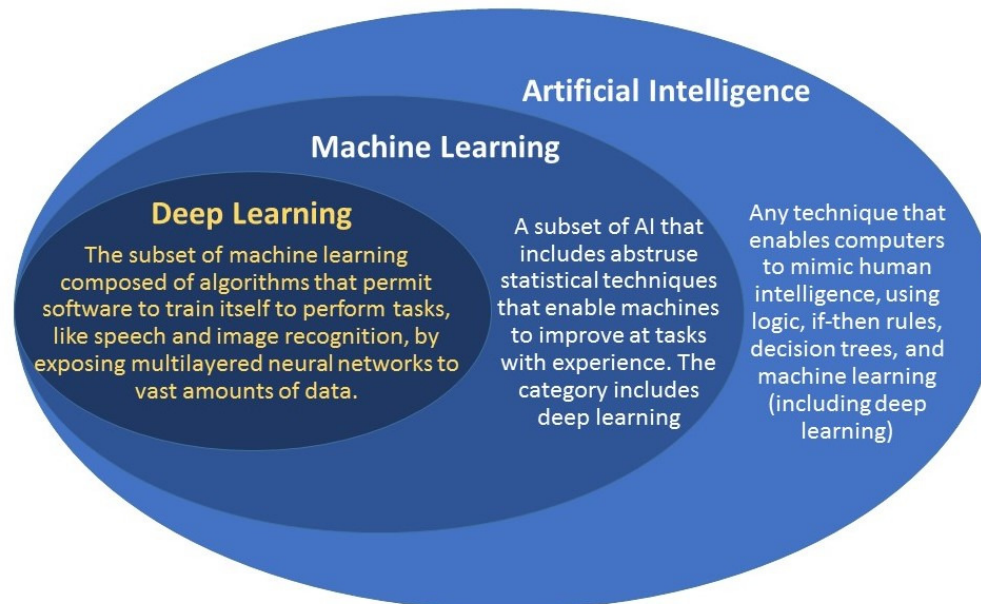 Artificial Intelligence
Machine Learning
Deep Learning
The subset of machine learning
composed of algorithms that permit
software to train itself to perform tasks,
like speech and image recognition, by
exposing multilayered neural networks to
vast amounts of data.
A subset of AI that
includes abstruse
statistical techniques
that enable machines
to improve at tasks
with experience. The
category includes
deep learning
Any technique that
enables computers
to mimic human
intelligence, using
logic, if-then rules,
decision trees, and
machine learning
(including deep
learning)